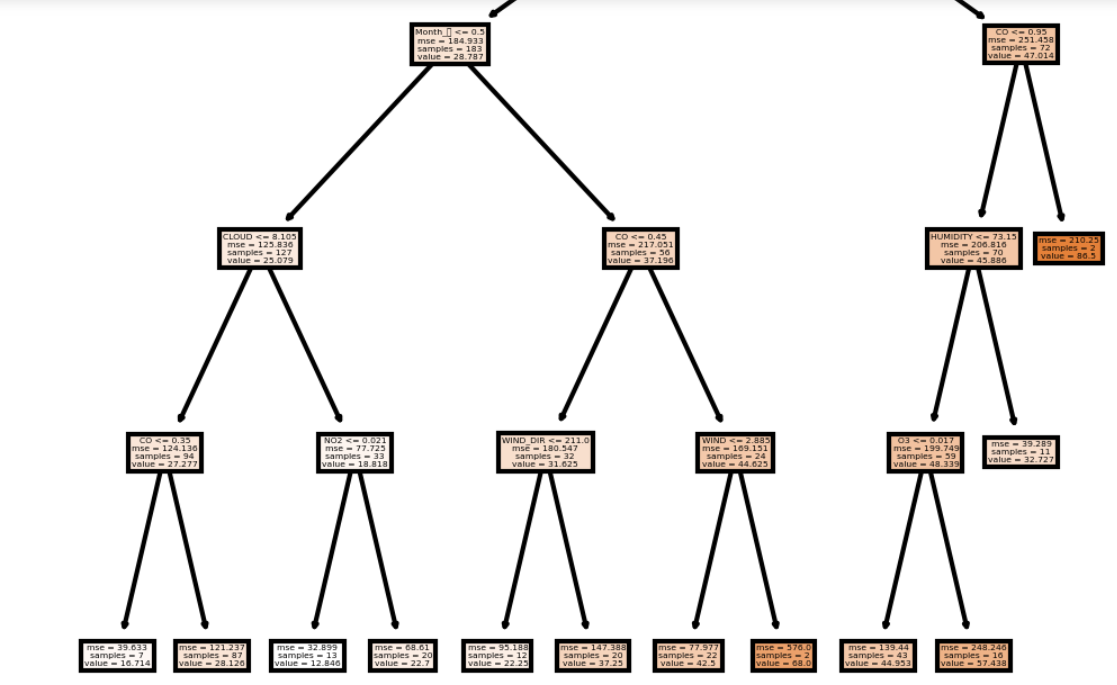 Month_▯ <= 0.5
mse = 184.933
samples = 183
value = 28.787
CO <= 0.95
mse = 251.458
samples = 72
value = 47.014
CLOUD <= 8.105
mse = 125.836
samples = 127
value = 25.079
CO <= 0.45
mse = 217.051
samples = 56
value = 37.196
HUMIDITY <= 73.15
mse = 206.816
samples = 70
value = 45.886
mse = 210.25
samples = 2
value = 86.5
CO <= 0.35
mse = 124.136
samples = 94
value = 27.277
NO2 <= 0.021
mse = 77.725
samples = 33
value = 18.818
WIND_DIR <= 211.0
mse = 180.547
samples = 32
value = 31.625
WIND <= 2.885
mse = 169.151
samples = 24
value = 44.625
O3 <= 0.017
mse = 199.749
samples = 59
value = 48.339
mse = 39.289
samples = 11
value = 32.727
mse = 39.633
samples = 7
value = 16.714
mse = 121.237
samples = 87
value = 28.126
mse = 32.899
samples = 13
value = 12.846
mse = 68.61
samples = 20
value = 22.7
mse = 95.188
samples = 12
value = 22.25
mse = 147.388
samples = 20
value = 37.25
mse = 77.977
samples = 22
value = 42.5
mse = 576.0
samples = 2
value = 68.0
mse = 139.44
samples = 43
value = 44.953
mse = 248.246
samples = 16
value = 57.438